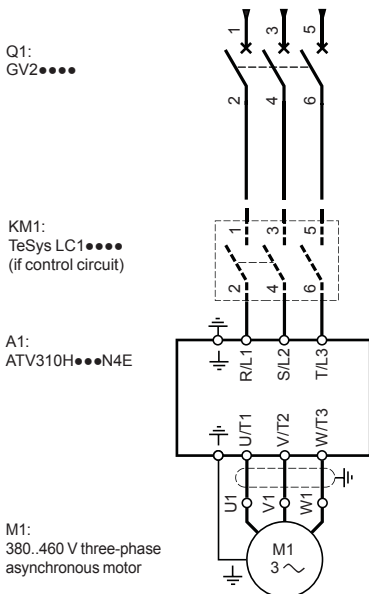 1
3
5
Q1:
GV2●●●●
2
4
6
KM1:
TeSys LC1●●●●
(if control circuit)
1
3
5
2
4
6
A1:
ATV310H●●●N4E
R/L1
S/L2
T/L3
U/T1
V/T2
W/T3
U1
V1
W1
M1:
380..460 V three-phase
asynchronous motor
M1
3 ~